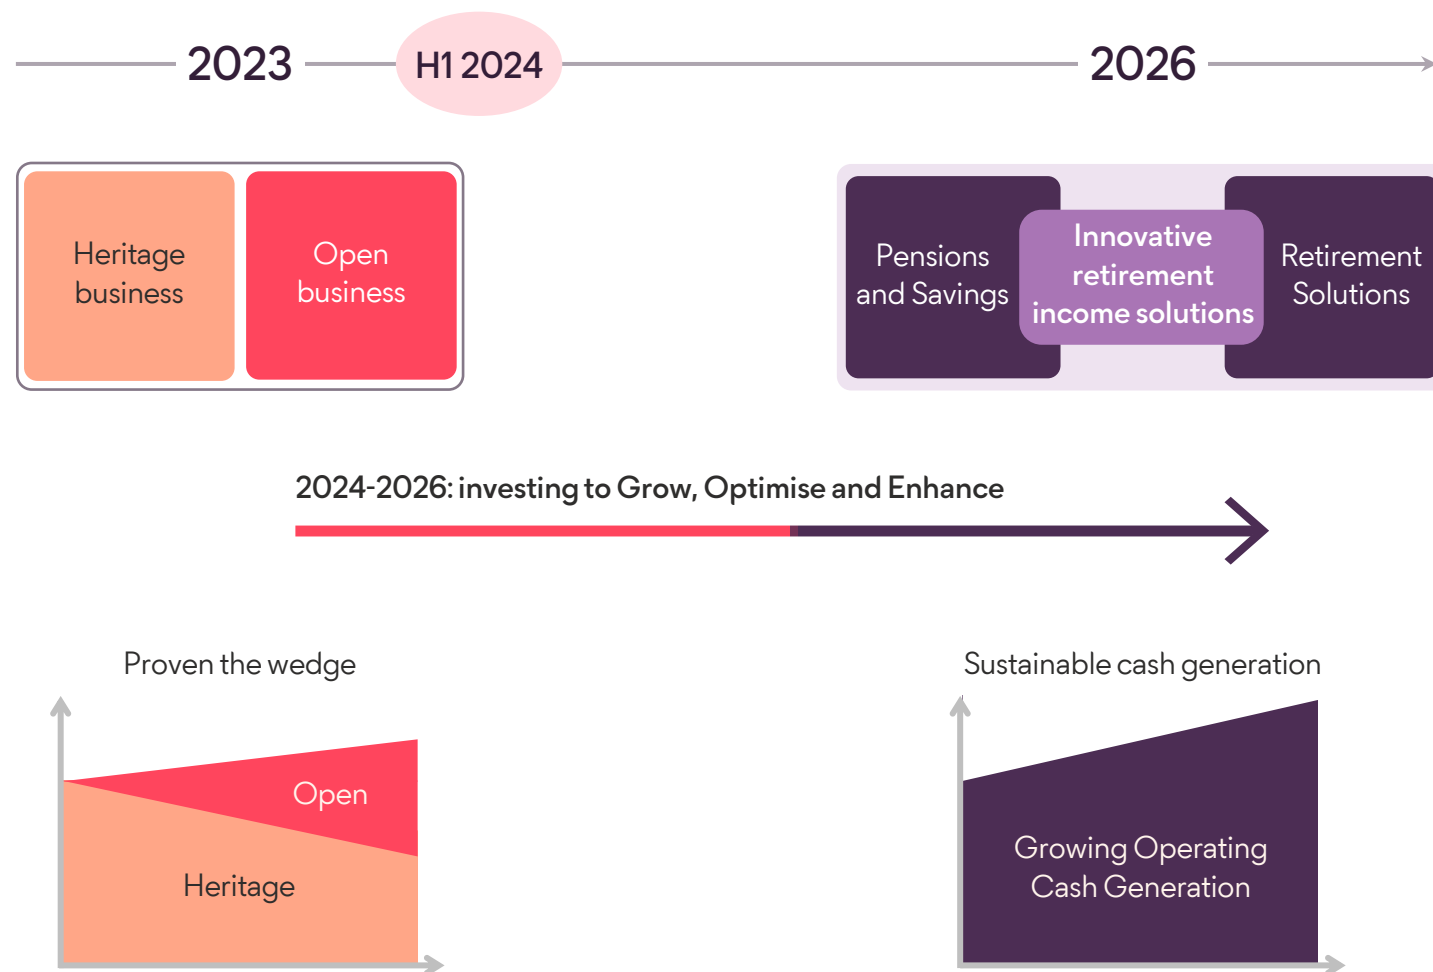 2023
H1 2024
2026
Heritage
business
Open
business
Pensions
and Savings
Innovative
retirement
income solutions
Retirement
Solutions
2024-2026: investing to Grow, Optimise and Enhance
Proven the wedge
Open
Heritage
Sustainable cash generation
Growing Operating
Cash Generation